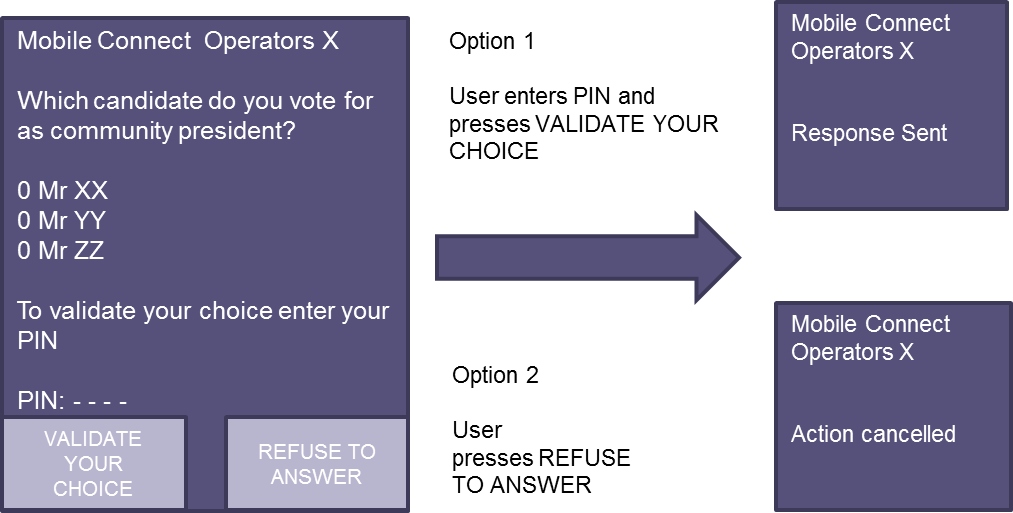 Mobile Connect  Operators X
Which candidate do you vote for
as community president?
0 Mr XX
0 Mr YY
0 Mr ZZ
To validate your choice enter your
PIN
PIN: - - - -
VALIDATE
YOUR
CHOICE
REFUSE TO
ANSWER
Option 1
User enters PIN and
presses VALIDATE YOUR
CHOICE
Option 2
User
presses REFUSE
TO ANSWER
Mobile Connect
Operators X
Response Sent
Mobile Connect
Operators X
Action cancelled